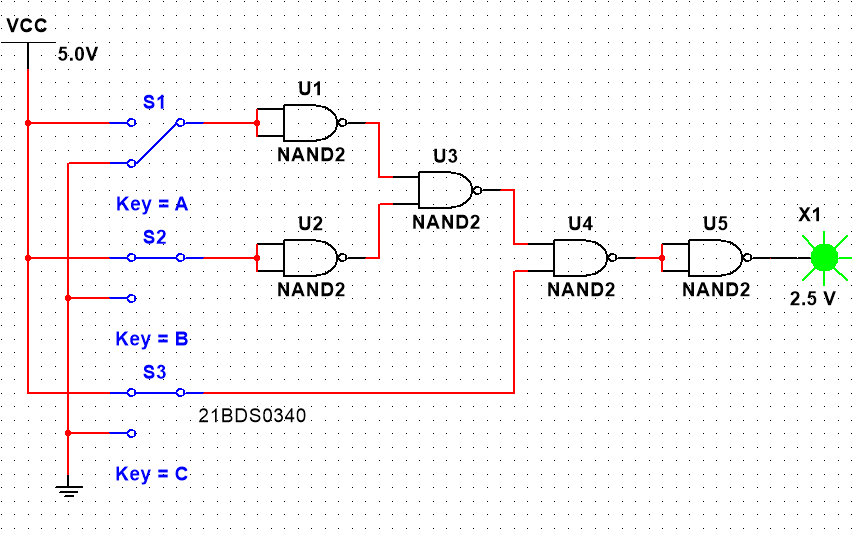 VCC
5.0V
S1
U1
NAND2
U3
Key = A
NAND2
S2
U2
U4
U5
X1
NAND2
NAND2
NAND2
2.5 V
Key = B
S3
21BDS0340
Key = C